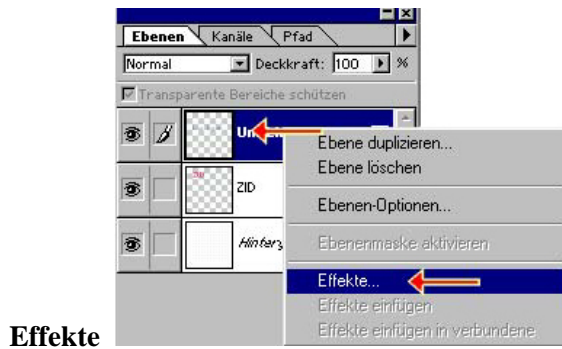 Ebenen Kanäle Pfad
Normal Deckkraft: 100 %
Transparente Bereiche schützen
Ebene duplizieren...
Ebene löschen
ZID
Ebenen-Optionen...
Ebenenmaske aktivieren
Effekte...
Effekte einfügen
Effekte einfügen in verbundene
Effekte